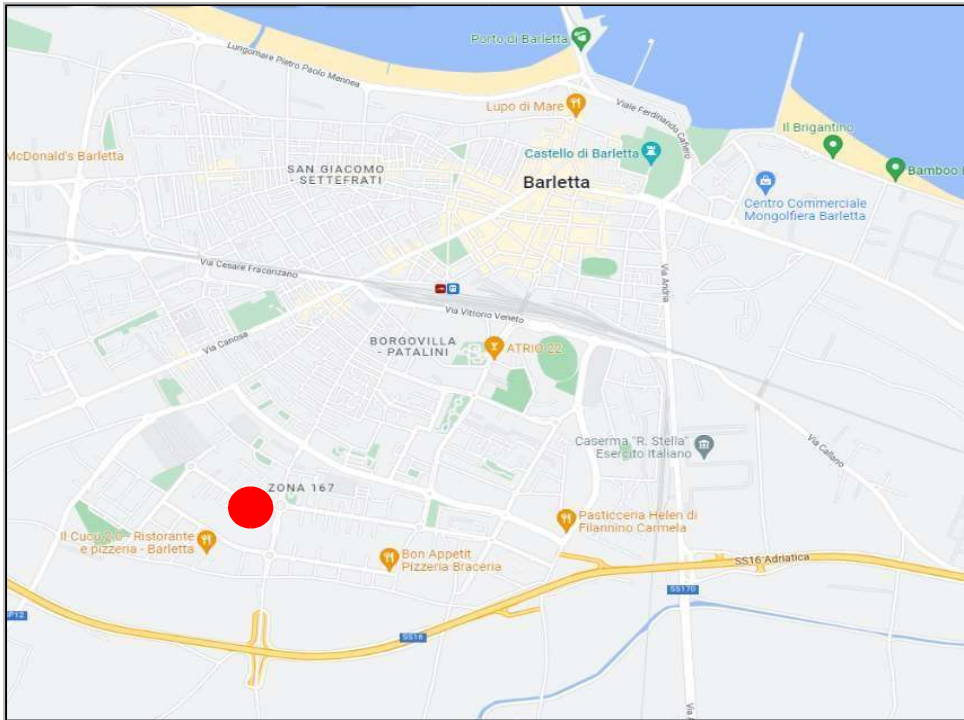 Porto di Barletta
Lungomare Pietro Paolo Mennea
Lupo di Mare
Viale Ferdinando Cafiero
Il Brigantino
McDonald's Barletta
Castello di Barletta
Bamboo
SAN GIACOMO
- SETTEFRATI
Barletta
Centro Commerciale
Mongolfiera Barletta
Via Cesare Fracanzano
Via Andria
Via Vittorio Veneto
Via Canosa
BORGOVILLA
- PATALINI
ATRIO 22
Caserma "R. Stella"
Esercito Italiano
Via Callano
ZONA 167
Pasticceria Helen di
Filannino Carmela
Il Cucù 2.0 - Ristorante
e pizzeria - Barletta
Bon Appetit
Pizzeria Braceria
SS16 Adriatica
SS170
SP12
SS16
Via A